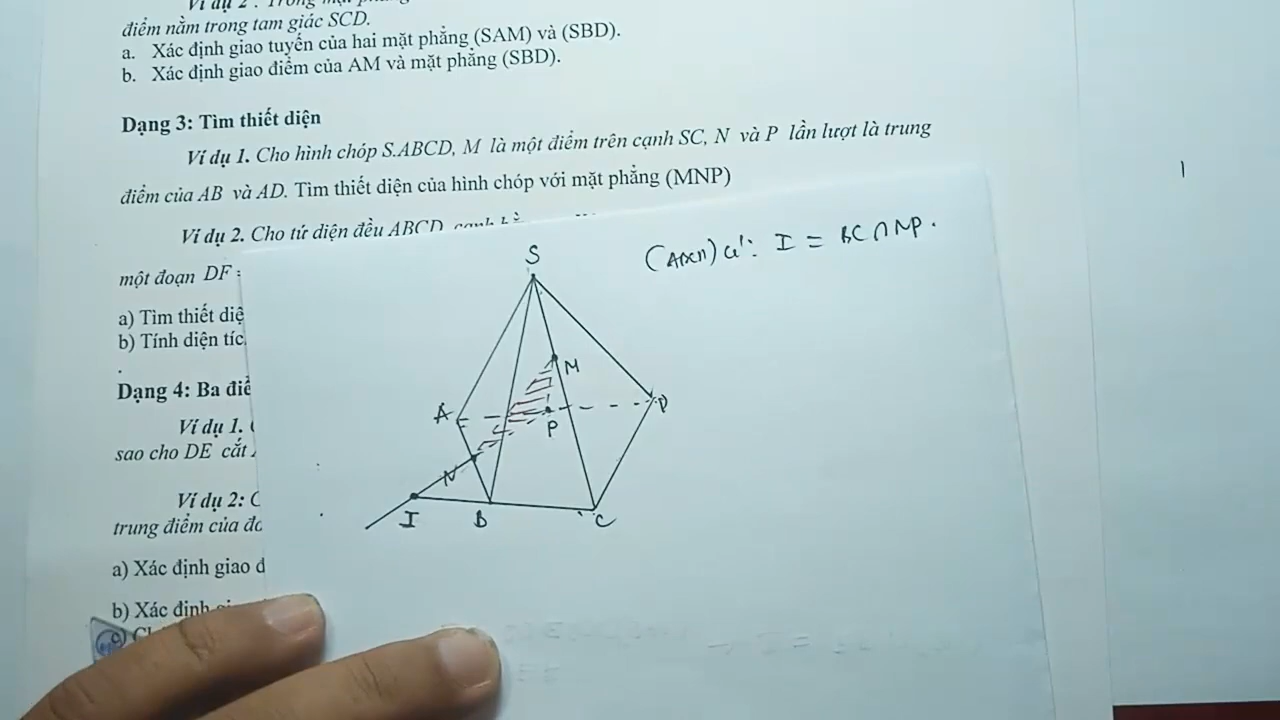 Ví dụ 2 . Trong mặt
điểm nằm trong tam giác SCD.
a. Xác định giao tuyến của hai mặt phẳng (SAM) và (SBD).
b. Xác định giao điểm của AM và mặt phẳng (SBD).
Dạng 3: Tìm thiết diện
Ví dụ 1. Cho hình chóp S.ABCD, M là một điểm trên cạnh SC, N và P lần lượt là trung
điểm của AB và AD. Tìm thiết diện của hình chóp với mặt phẳng (MNP)
Ví dụ 2. Cho tứ diện đều ABCD
một đoạn DF
a) Tìm thiết
b) Tính diện
Dạng 4: Ba
Ví dụ 1.
sao cho DE cắt
Ví dụ 2:
trung điểm của
a) Xác định giao
b) Xác định
c)
I = BC ∩ NP.
S
M
A
P
D
N
I
B
C